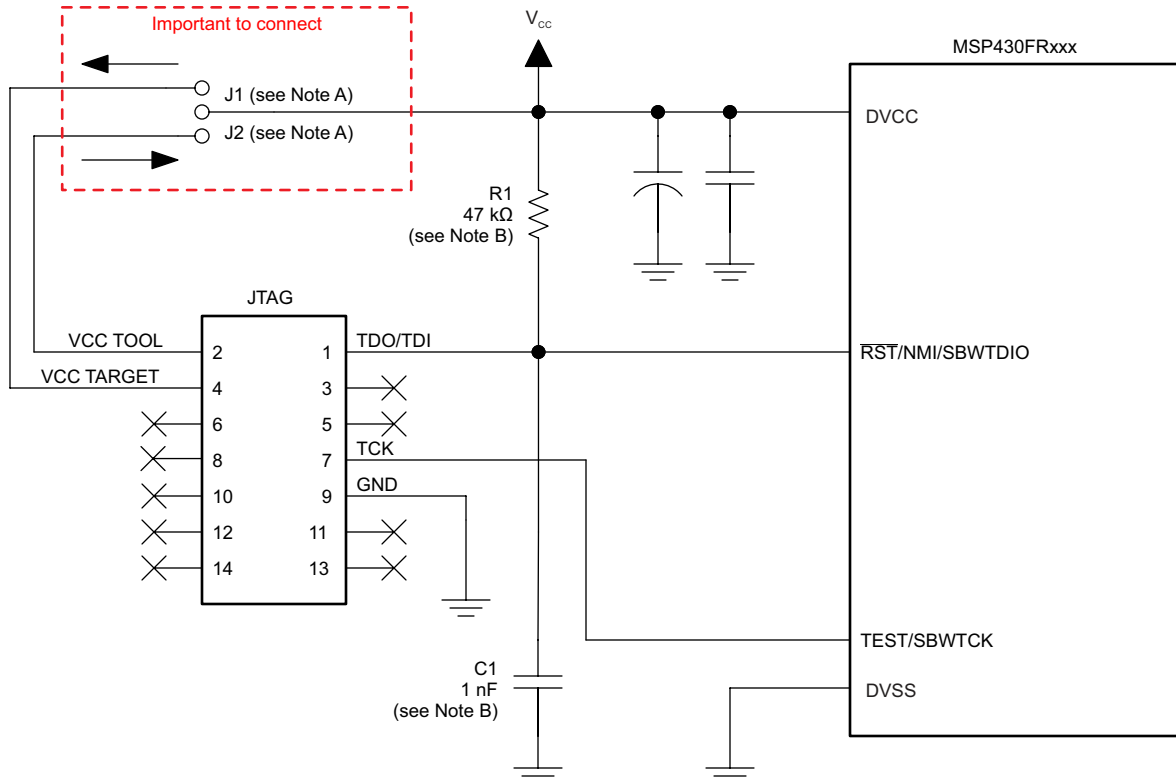 Important to connect
V_CC
MSP430FRxxx
J1 (see Note A)
J2 (see Note A)
DVCC
R1
47 kΩ
(see Note B)
JTAG
VCC TOOL
2
1
TDO/TDI
R̅S̅T̅/NMI/SBWTDIO
VCC TARGET
4
3
6
5
8
7
TCK
10
9
GND
12
11
14
13
TEST/SBWTCK
C1
1 nF
(see Note B)
DVSS